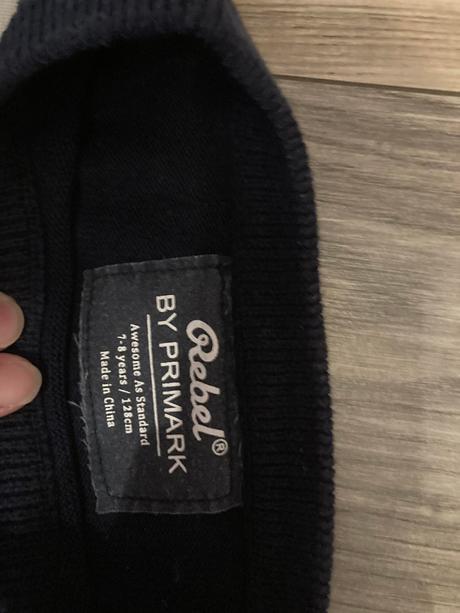 Rebel®
BY PRIMARK
Awesome As Standard
7-8 years / 128cm
Made in China